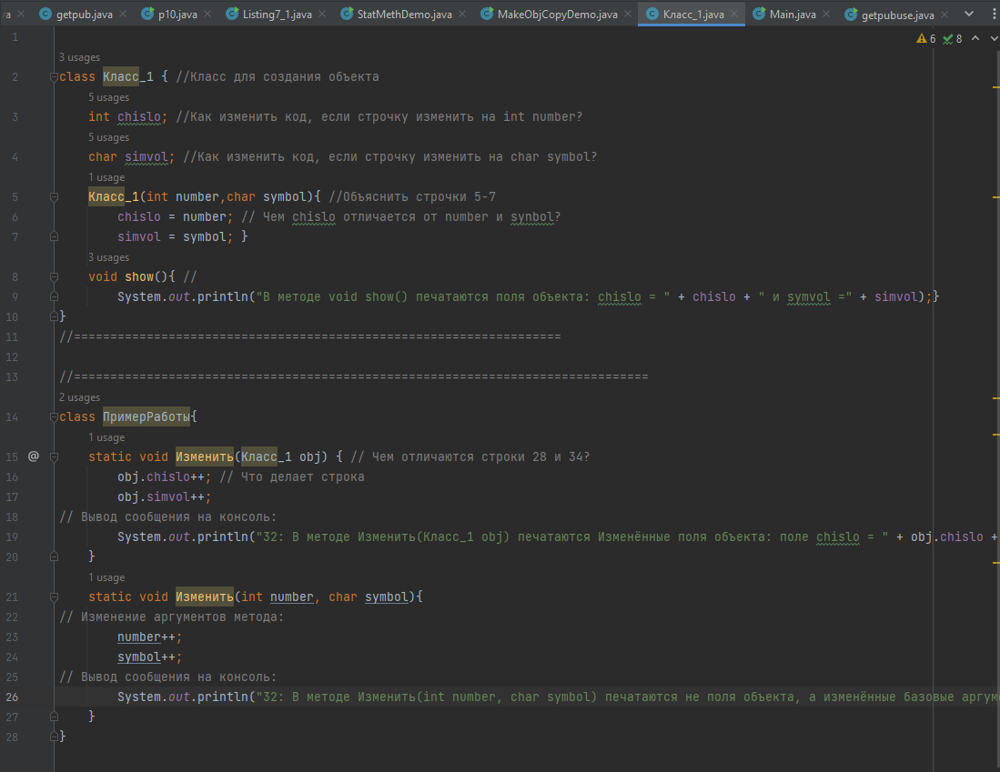 va getpub.java p10.java Listing7_1.java StatMethDemo.java MakeObjCopyDemo.java Класс_1.java Main.java getpubuse.java
6 8
1
3 usages
2 class Класс_1 { //Класс для создания объекта
5 usages
3 int chislo; //Как изменить код, если строчку изменить на int number?
5 usages
4 char simvol; //Как изменить код, если строчку изменить на char symbol?
1 usage
5 Класс_1(int number,char symbol){ //Объяснить строчки 5-7
6 chislo = number; // Чем chislo отличается от number и synbol?
7 simvol = symbol; }
3 usages
8 void show(){ //
9 System.out.println("В методе void show() печатаются поля объекта: chislo = " + chislo + " и symvol =" + simvol);}
10 }
11 //===================================================================
12
13 //===============================================================================
2 usages
14 class ПримерРаботы{
1 usage
15 @ static void Изменить(Класс_1 obj) { // Чем отличаются строки 28 и 34?
16 obj.chislo++; // Что делает строка
17 obj.simvol++;
18 // Вывод сообщения на консоль:
19 System.out.println("32: В методе Изменить(Класс_1 obj) печатаются Изменённые поля объекта: поле chislo = " + obj.chislo +
20 }
1 usage
21 static void Изменить(int number, char symbol){
22 // Изменение аргументов метода:
23 number++;
24 symbol++;
25 // Вывод сообщения на консоль:
26 System.out.println("32: В методе Изменить(int number, char symbol) печатаются не поля объекта, а изменённые базовые аргум
27 }
28 }